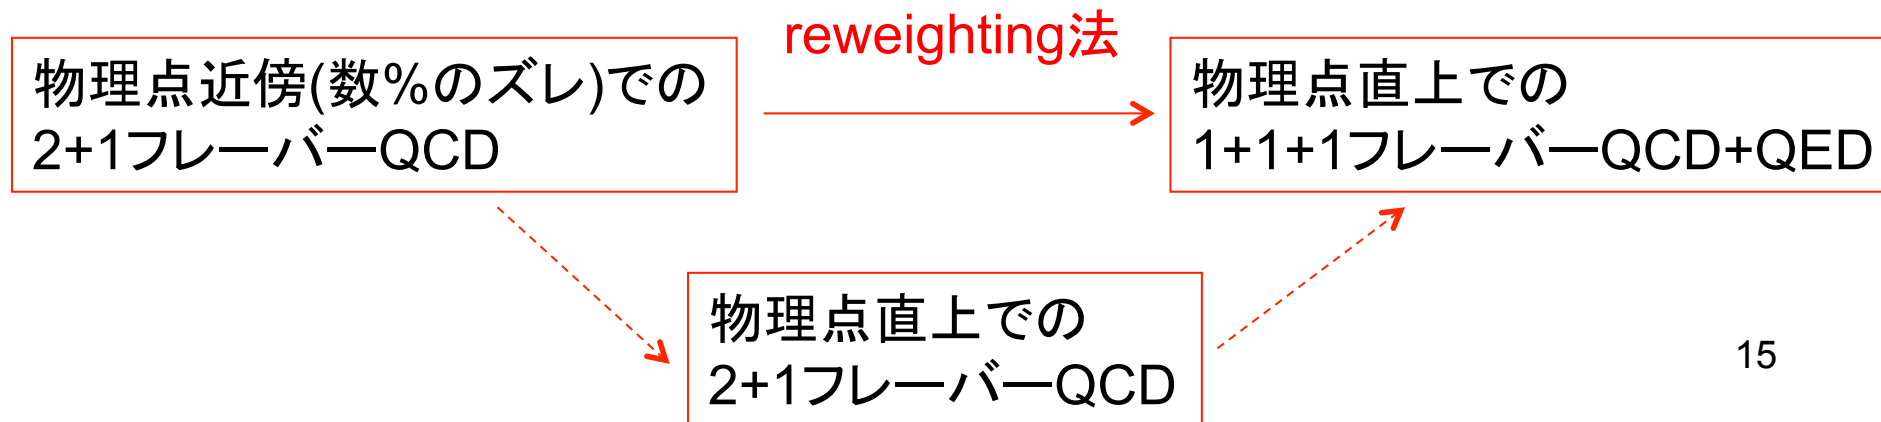 reweighting法
物理点近傍(数%のズレ)での
2+1フレーバーQCD
物理点直上での
1+1+1フレーバーQCD+QED
物理点直上での
2+1フレーバーQCD
15